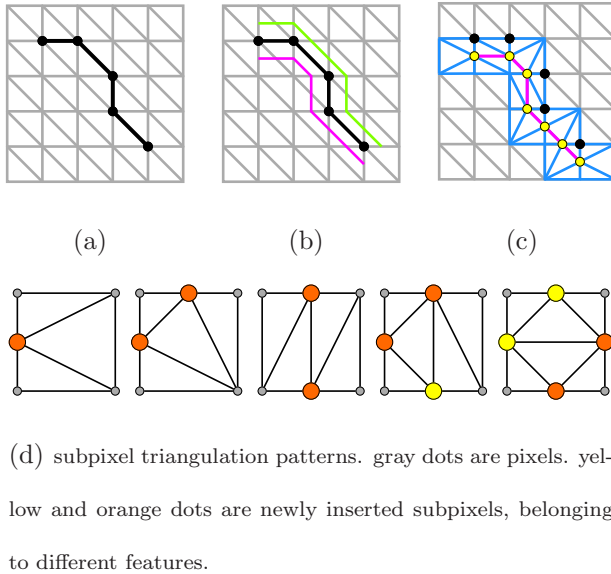 (a) (b) (c)
(d) subpixel triangulation patterns. gray dots are pixels. yel-
low and orange dots are newly inserted subpixels, belonging
to different features.